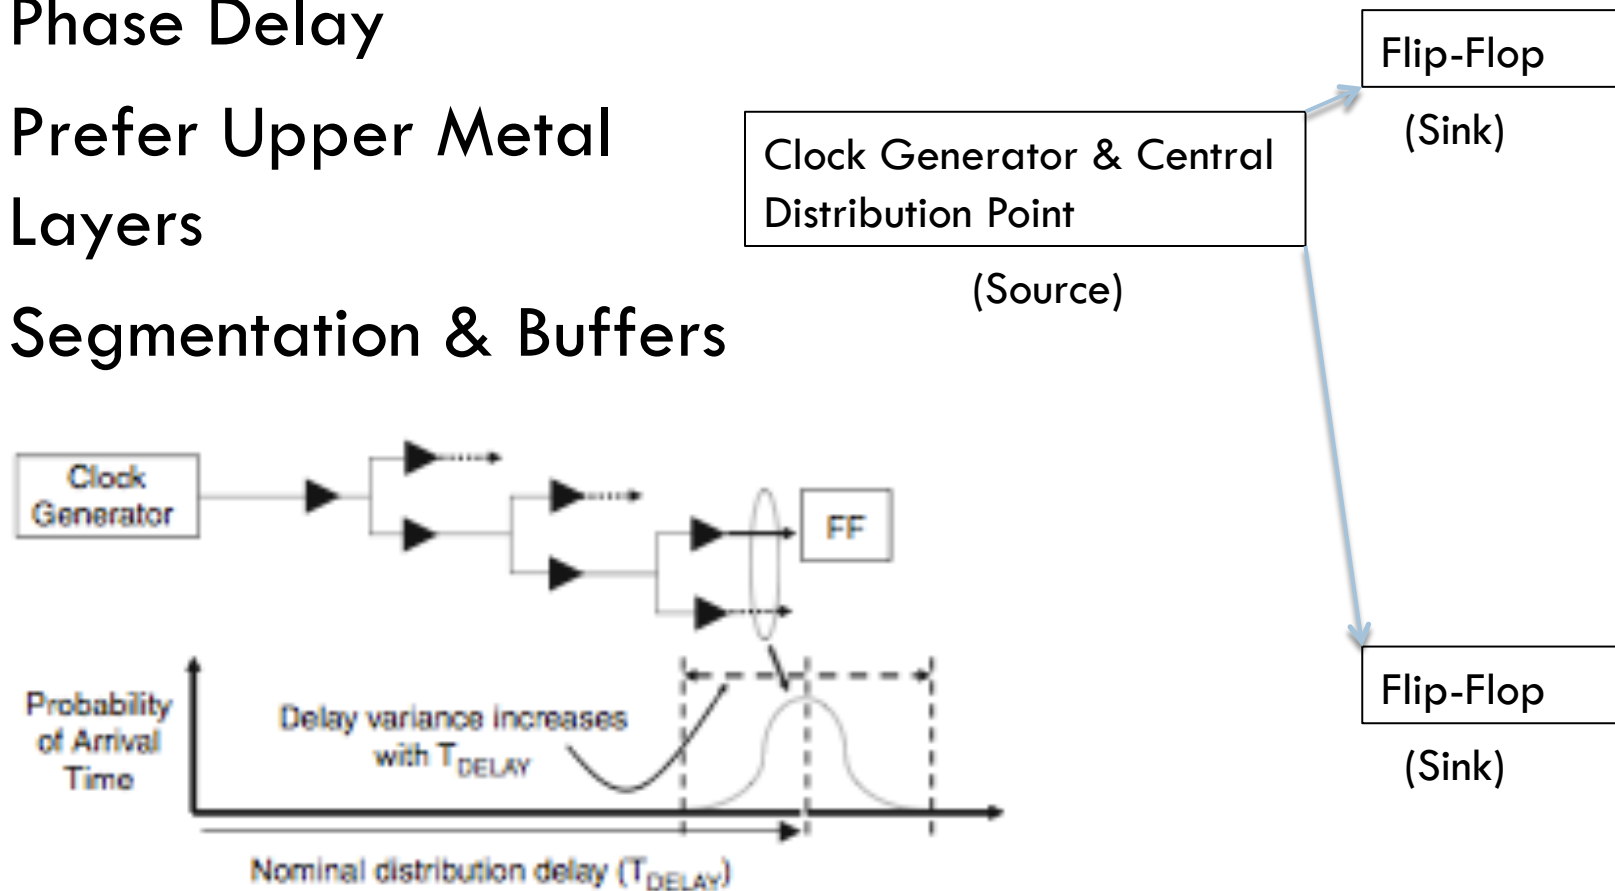 Phase Delay
Prefer Upper Metal
Layers
Segmentation & Buffers
Clock Generator & Central
Distribution Point
(Source)
Flip-Flop
(Sink)
Flip-Flop
(Sink)
Clock
Generator
FF
Probability
of Arrival
Time
Delay variance increases
with TDELAY
Nominal distribution delay (TDELAY)